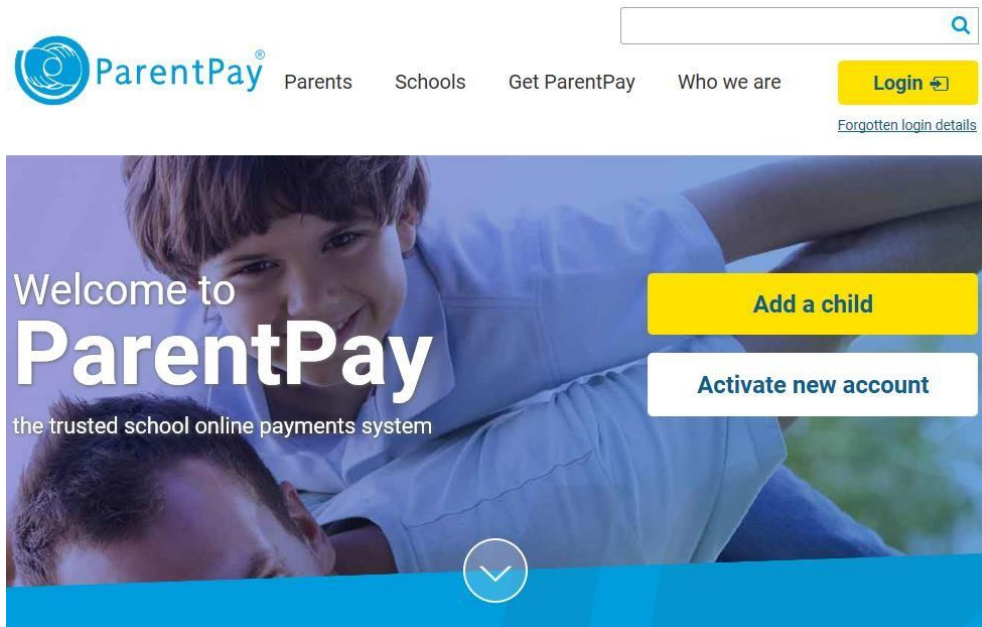 ParentPay®
Parents Schools Get ParentPay Who we are
Login
Forgotten login details
Welcome to
ParentPay
the trusted school online payments system
Add a child
Activate new account